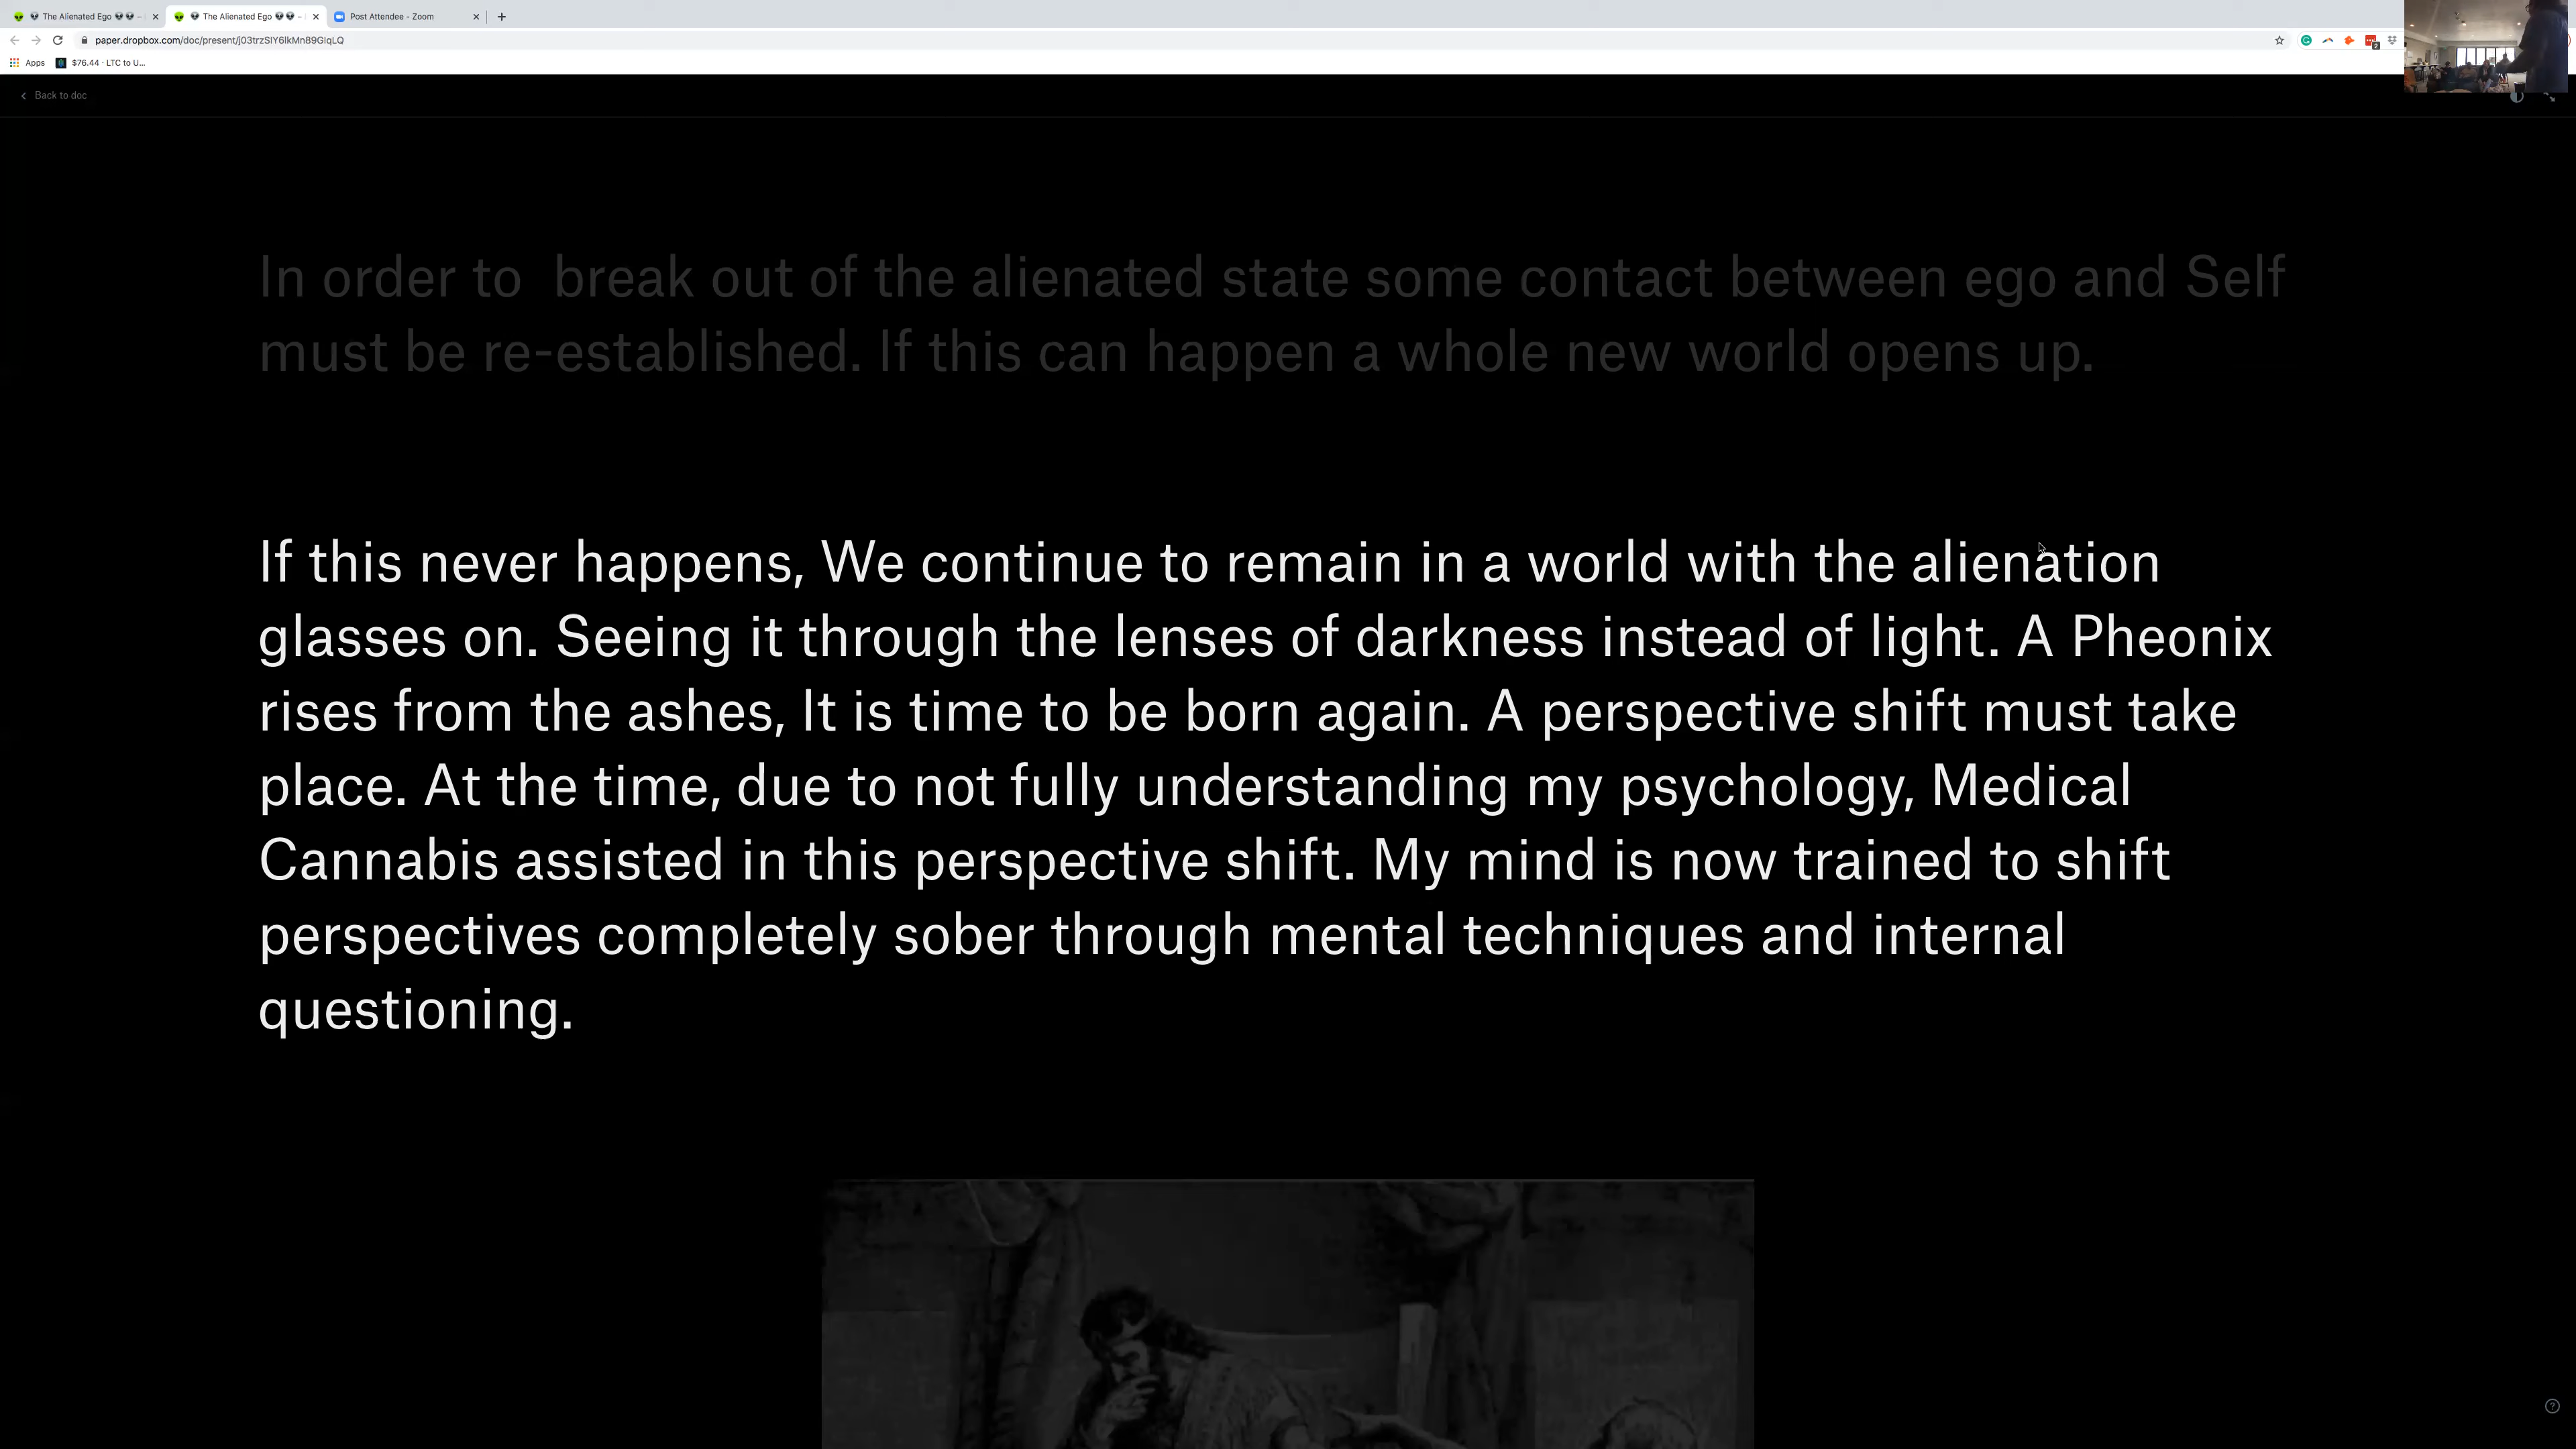 The Alienated Ego
The Alienated Ego
Post Attendee - Zoom
paper.dropbox.com/doc/present/j03trzSIY6lkMn89GIqLQ
Apps
$76.44 · LTC to U...
2
Back to doc
In order to  break out of the alienated state some contact between ego and Self
must be re-established. If this can happen a whole new world opens up.
If this never happens, We continue to remain in a world with the alienation
glasses on. Seeing it through the lenses of darkness instead of light. A Pheonix
rises from the ashes, It is time to be born again. A perspective shift must take
place. At the time, due to not fully understanding my psychology, Medical
Cannabis assisted in this perspective shift. My mind is now trained to shift
perspectives completely sober through mental techniques and internal
questioning.